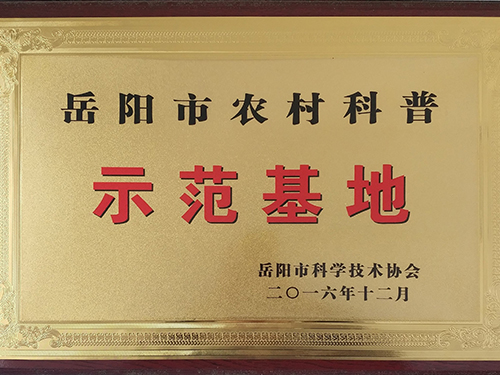 岳阳市农村科普
示范基地
岳阳市科学技术协会
二〇一六年十二月